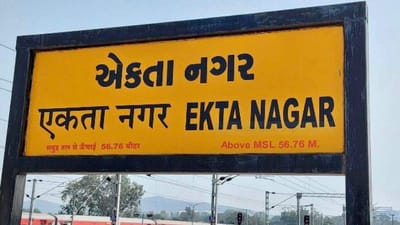 એકતા નગર
एकता नगर EKTA NAGAR
समुद्र तल से ऊँचाई 56.76 मीटर Above MSL 56.76 M.